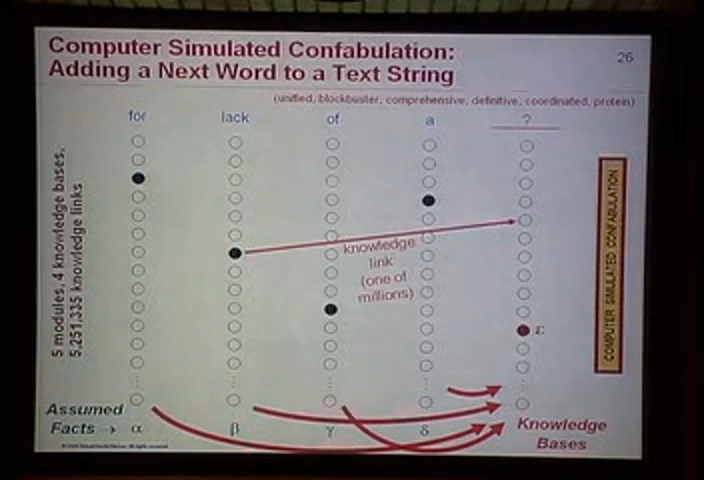 Computer Simulated Confabulation:
Adding a Next Word to a Text String
26
(unified, blockbuster, comprehensive, definitive, coordinated, protein)
for lack of a ?
5 modules, 4 knowledge bases,
5,251,335 knowledge links
knowledge
link
(one of
millions)
ε
COMPUTER SIMULATED CONFABULATION
Assumed
Facts → α β γ δ
Knowledge
Bases